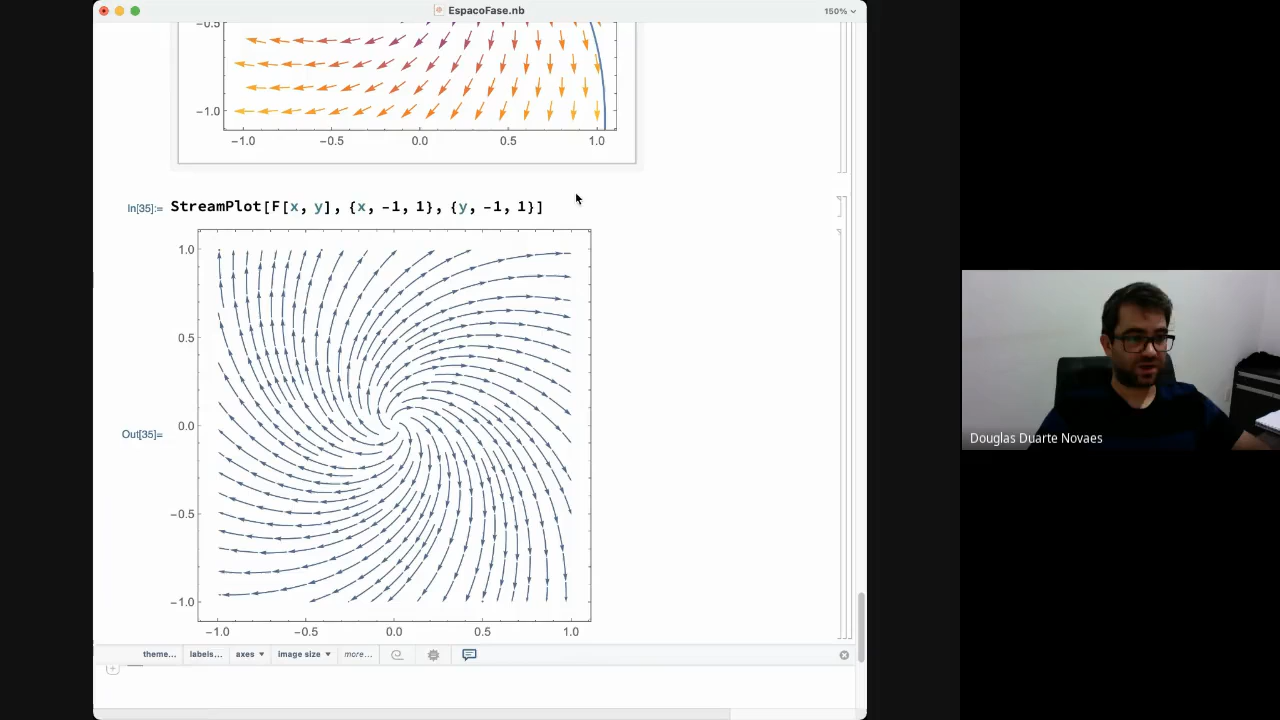 EspacoFase.nb
150%
-0.5
-1.0
-1.0 -0.5 0.0 0.5 1.0
In[35]:= StreamPlot[F[x, y], {x, -1, 1}, {y, -1, 1}]
1.0
0.5
Out[35]= 0.0
-0.5
-1.0
-1.0 -0.5 0.0 0.5 1.0
theme... labels... axes image size more...
Douglas Duarte Novaes